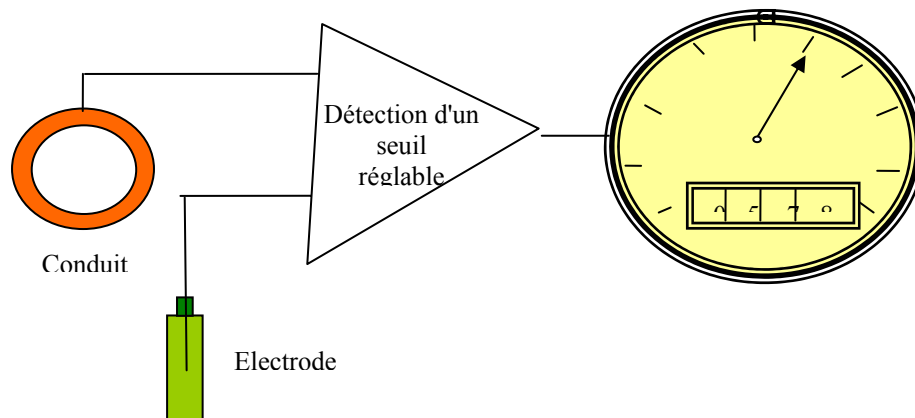 Détection d'un
seuil
réglable
Conduit
Electrode